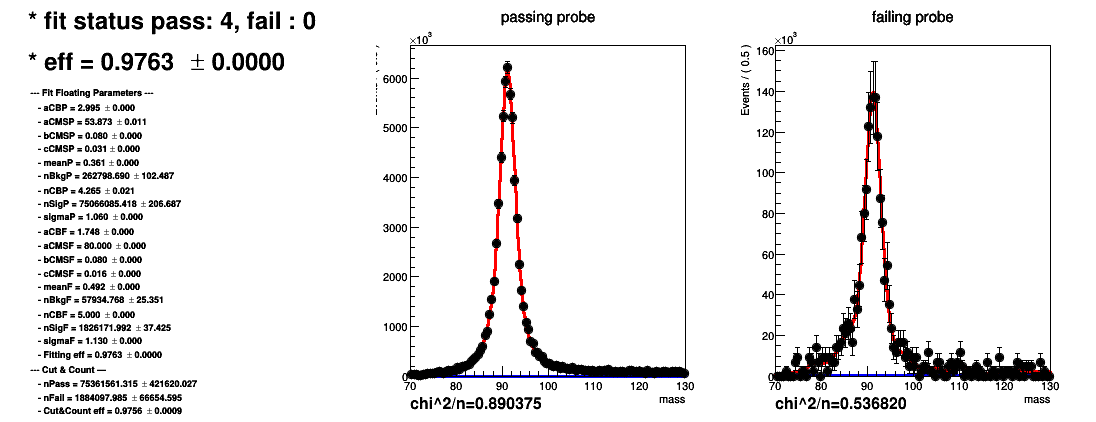 * fit status pass: 4, fail : 0
* eff = 0.9763 ± 0.0000
--- Fit Floating Parameters ---
- aCBP = 2.995 ± 0.000
- aCMSP = 53.873 ± 0.011
- bCMSP = 0.080 ± 0.000
- cCMSP = 0.031 ± 0.000
- meanP = 0.361 ± 0.000
- nBkgP = 262798.690 ± 102.487
- nCBP = 4.265 ± 0.021
- nSigP = 75066085.418 ± 206.687
- sigmaP = 1.060 ± 0.000
- aCBF = 1.748 ± 0.000
- aCMSF = 80.000 ± 0.000
- bCMSF = 0.080 ± 0.000
- cCMSF = 0.016 ± 0.000
- meanF = 0.492 ± 0.000
- nBkgF = 57934.768 ± 25.351
- nCBF = 5.000 ± 0.000
- nSigF = 1826171.992 ± 37.425
- sigmaF = 1.130 ± 0.000
- Fitting eff = 0.9763 ± 0.0000
--- Cut & Count ---
- nPass = 75361561.315 ± 421620.027
- nFail = 1884097.985 ± 66654.595
- Cut&Count eff = 0.9756 ± 0.0009
passing probe
×10³
6000
5000
4000
3000
2000
1000
0
70 80 90 100 110 120 130
mass
chi^2/n=0.890375
failing probe
×10³
Events / ( 0.5 )
160
140
120
100
80
60
40
20
0
70 80 90 100 110 120 130
mass
chi^2/n=0.536820